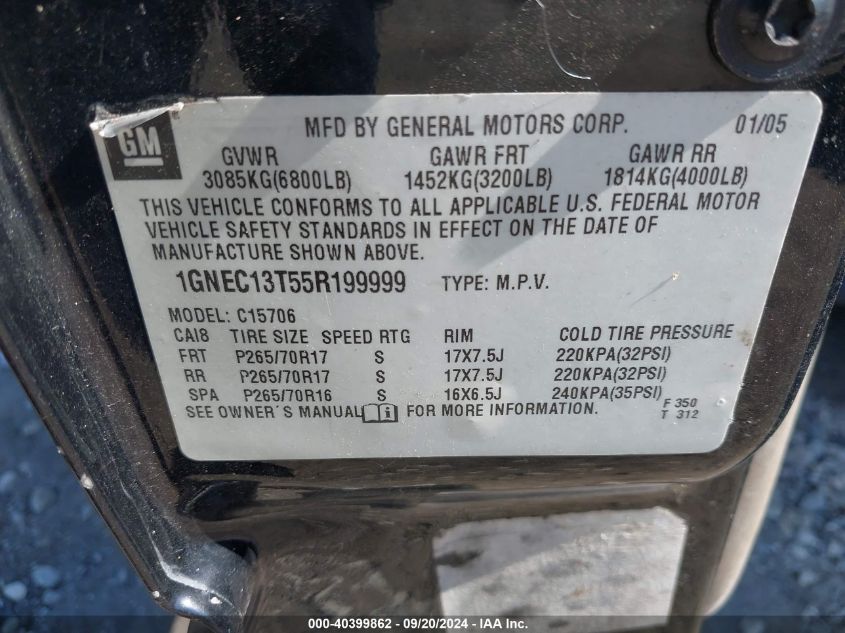 GM
MFD BY GENERAL MOTORS CORP. 01/05
GVWR GAWR FRT GAWR RR
3085KG(6800LB) 1452KG(3200LB) 1814KG(4000LB)
THIS VEHICLE CONFORMS TO ALL APPLICABLE U.S. FEDERAL MOTOR
VEHICLE SAFETY STANDARDS IN EFFECT ON THE DATE OF
MANUFACTURE SHOWN ABOVE.
1GNEC13T55R199999 TYPE: M.P.V.
MODEL: C15706
CAI8 TIRE SIZE SPEED RTG RIM COLD TIRE PRESSURE
FRT P265/70R17 S 17X7.5J 220KPA(32PSI)
RR P265/70R17 S 17X7.5J 220KPA(32PSI)
SPA P265/70R16 S 16X6.5J 240KPA(35PSI)
SEE OWNER'S MANUAL FOR MORE INFORMATION.
F 350
T 312
000-40399862 - 09/20/2024 - IAA Inc.